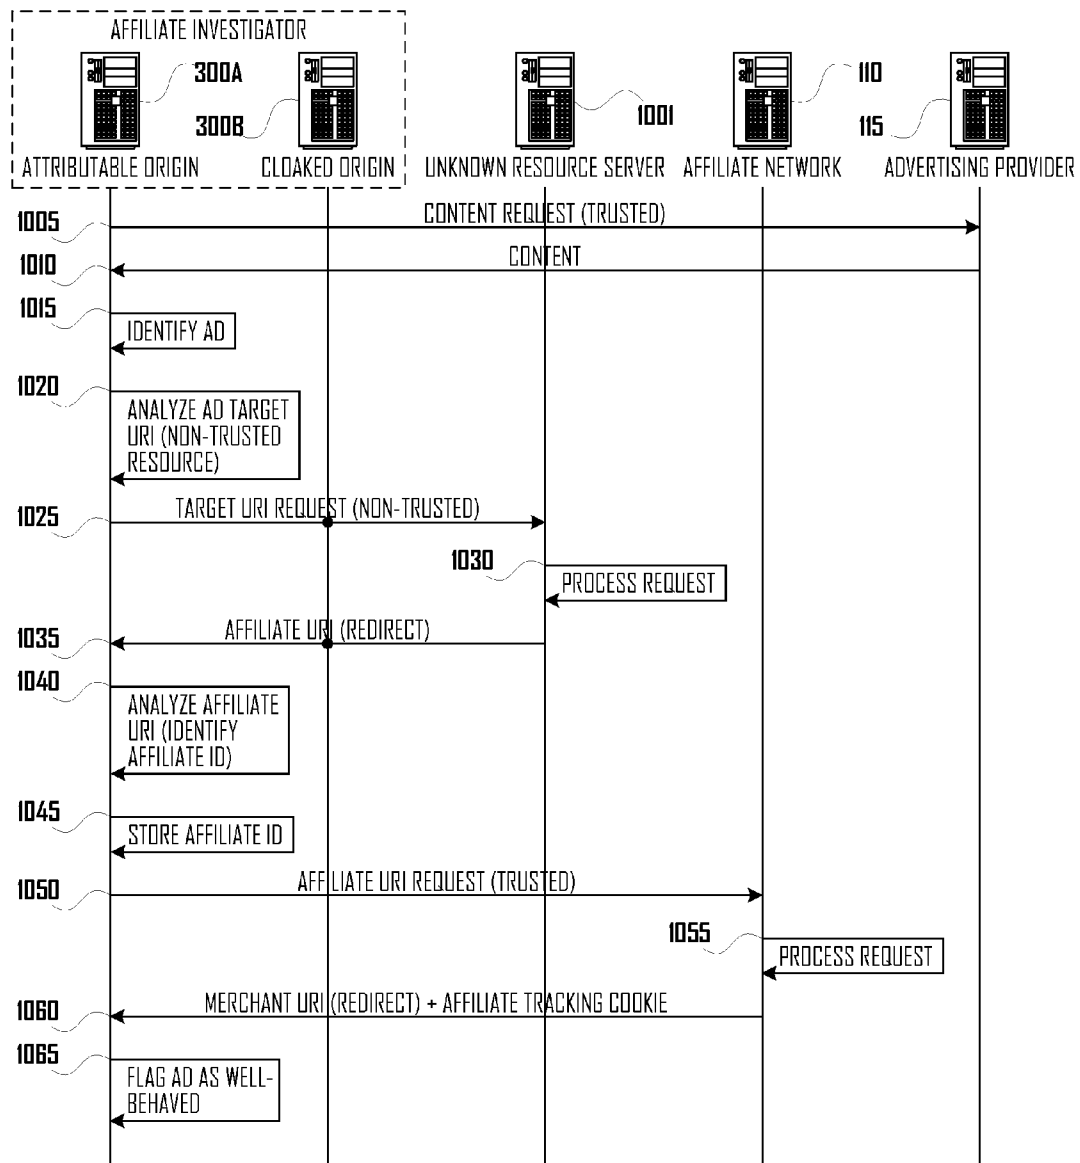 AFFILIATE INVESTIGATOR
300A
110
1001
300B
115
ATTRIBUTABLE ORIGIN
CLOAKED ORIGIN
UNKNOWN RESOURCE SERVER
AFFILIATE NETWORK
ADVERTISING PROVIDER
1005
CONTENT REQUEST (TRUSTED)
1010
CONTENT
1015
IDENTIFY AD
1020
ANALYZE AD TARGET
URI (NON-TRUSTED
RESOURCE)
1025
TARGET URI REQUEST (NON-TRUSTED)
1030
PROCESS REQUEST
1035
AFFILIATE URI (REDIRECT)
1040
ANALYZE AFFILIATE
URI (IDENTIFY
AFFILIATE ID)
1045
STORE AFFILIATE ID
1050
AFFILIATE URI REQUEST (TRUSTED)
1055
PROCESS REQUEST
1060
MERCHANT URI (REDIRECT) + AFFILIATE TRACKING COOKIE
1065
FLAG AD AS WELL-
BEHAVED